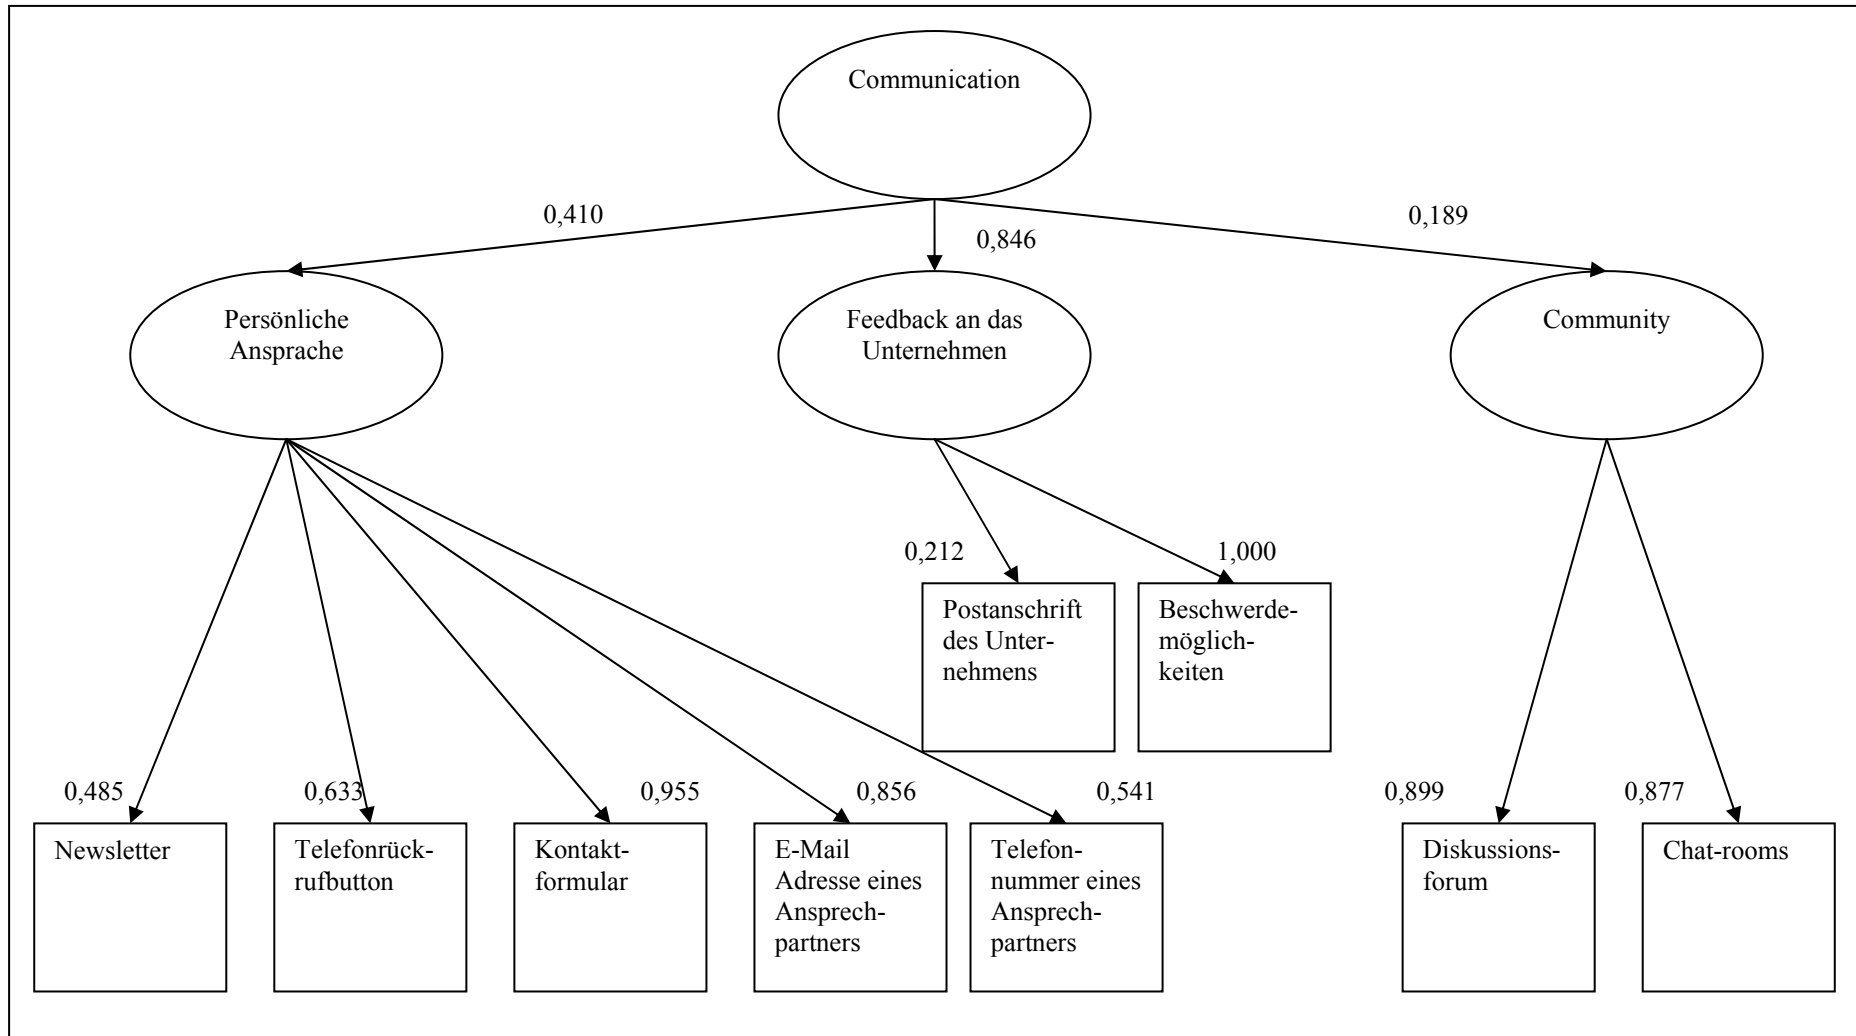 Communication
0,410
0,846
0,189
Persönliche
Ansprache
Feedback an das
Unternehmen
Community
0,212
1,000
Postanschrift
des Unter-
nehmens
Beschwerde-
möglich-
keiten
0,485
0,633
0,955
0,856
0,541
0,899
0,877
Newsletter
Telefonrück-
rufbutton
Kontakt-
formular
E-Mail
Adresse eines
Ansprech-
partners
Telefon-
nummer eines
Ansprech-
partners
Diskussions-
forum
Chat-rooms